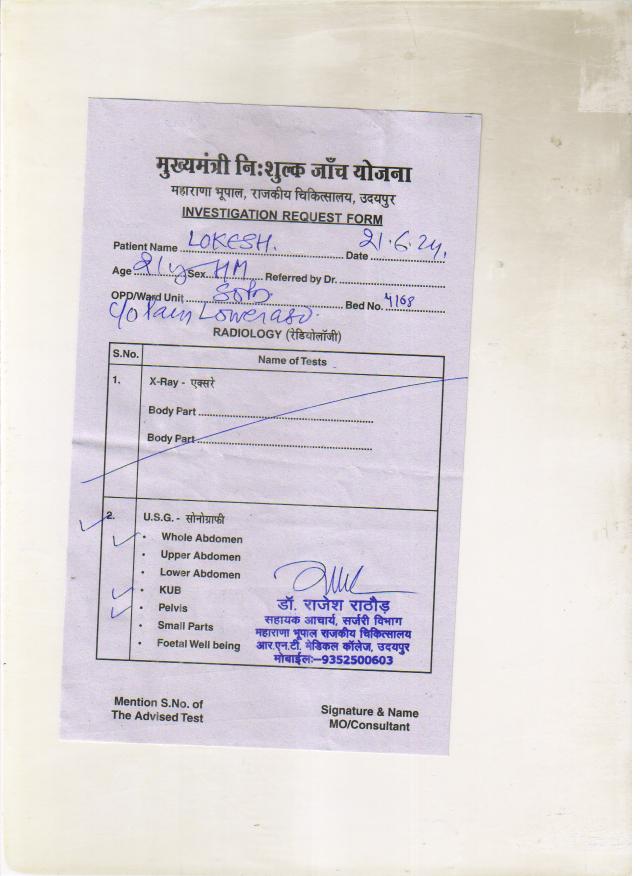 मुख्यमंत्री नि:शुल्क जाँच योजना
महाराणा भूपाल, राजकीय चिकित्सालय, उदयपुर
INVESTIGATION REQUEST FORM
Patient Name LOKESH. Date 21.6.24.
Age 21 y Sex M Referred by Dr.
OPD/Ward Unit Bed No. 4168
c/o Pain Lower
RADIOLOGY (रेडियोलॉजी)
S.No. Name of Tests
1. X-Ray - एक्सरे
Body Part
Body Part
2. U.S.G. - सोनोग्राफी
• Whole Abdomen
• Upper Abdomen
• Lower Abdomen
• KUB
• Pelvis
• Small Parts
• Foetal Well being
डॉ. राजेश राठौड़
सहायक आचार्य, सर्जरी विभाग
महाराणा भूपाल राजकीय चिकित्सालय
आर.एन.टी. मेडिकल कॉलेज, उदयपुर
मोबाईल:-9352500603
Mention S.No. of
The Advised Test
Signature & Name
MO/Consultant